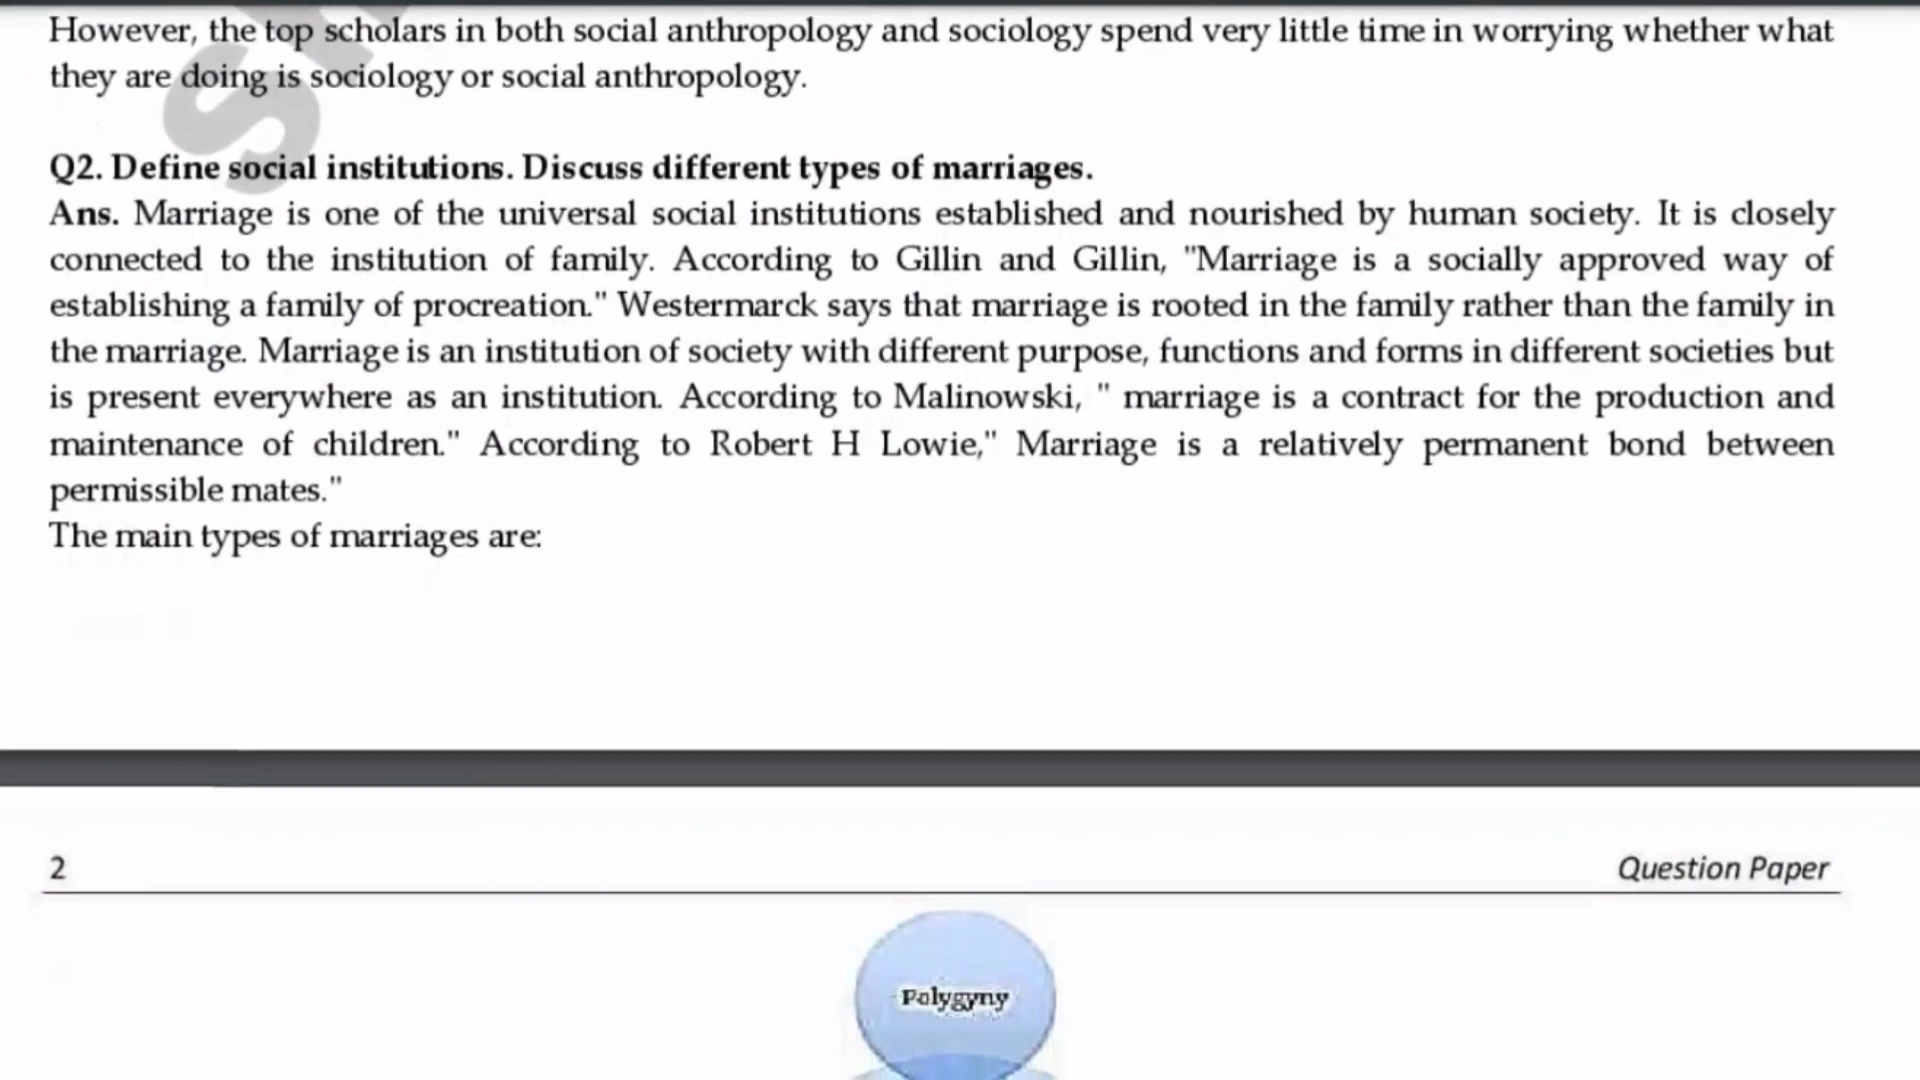 However, the top scholars in both social anthropology and sociology spend very little time in worrying whether what
they are doing is sociology or social anthropology.
Q2. Define social institutions. Discuss different types of marriages.
Ans. Marriage is one of the universal social institutions established and nourished by human society. It is closely
connected to the institution of family. According to Gillin and Gillin, "Marriage is a socially approved way of
establishing a family of procreation." Westermarck says that marriage is rooted in the family rather than the family in
the marriage. Marriage is an institution of society with different purpose, functions and forms in different societies but
is present everywhere as an institution. According to Malinowski, " marriage is a contract for the production and
maintenance of children." According to Robert H Lowie," Marriage is a relatively permanent bond between
permissible mates."
The main types of marriages are:
2
Question Paper
Polygyny